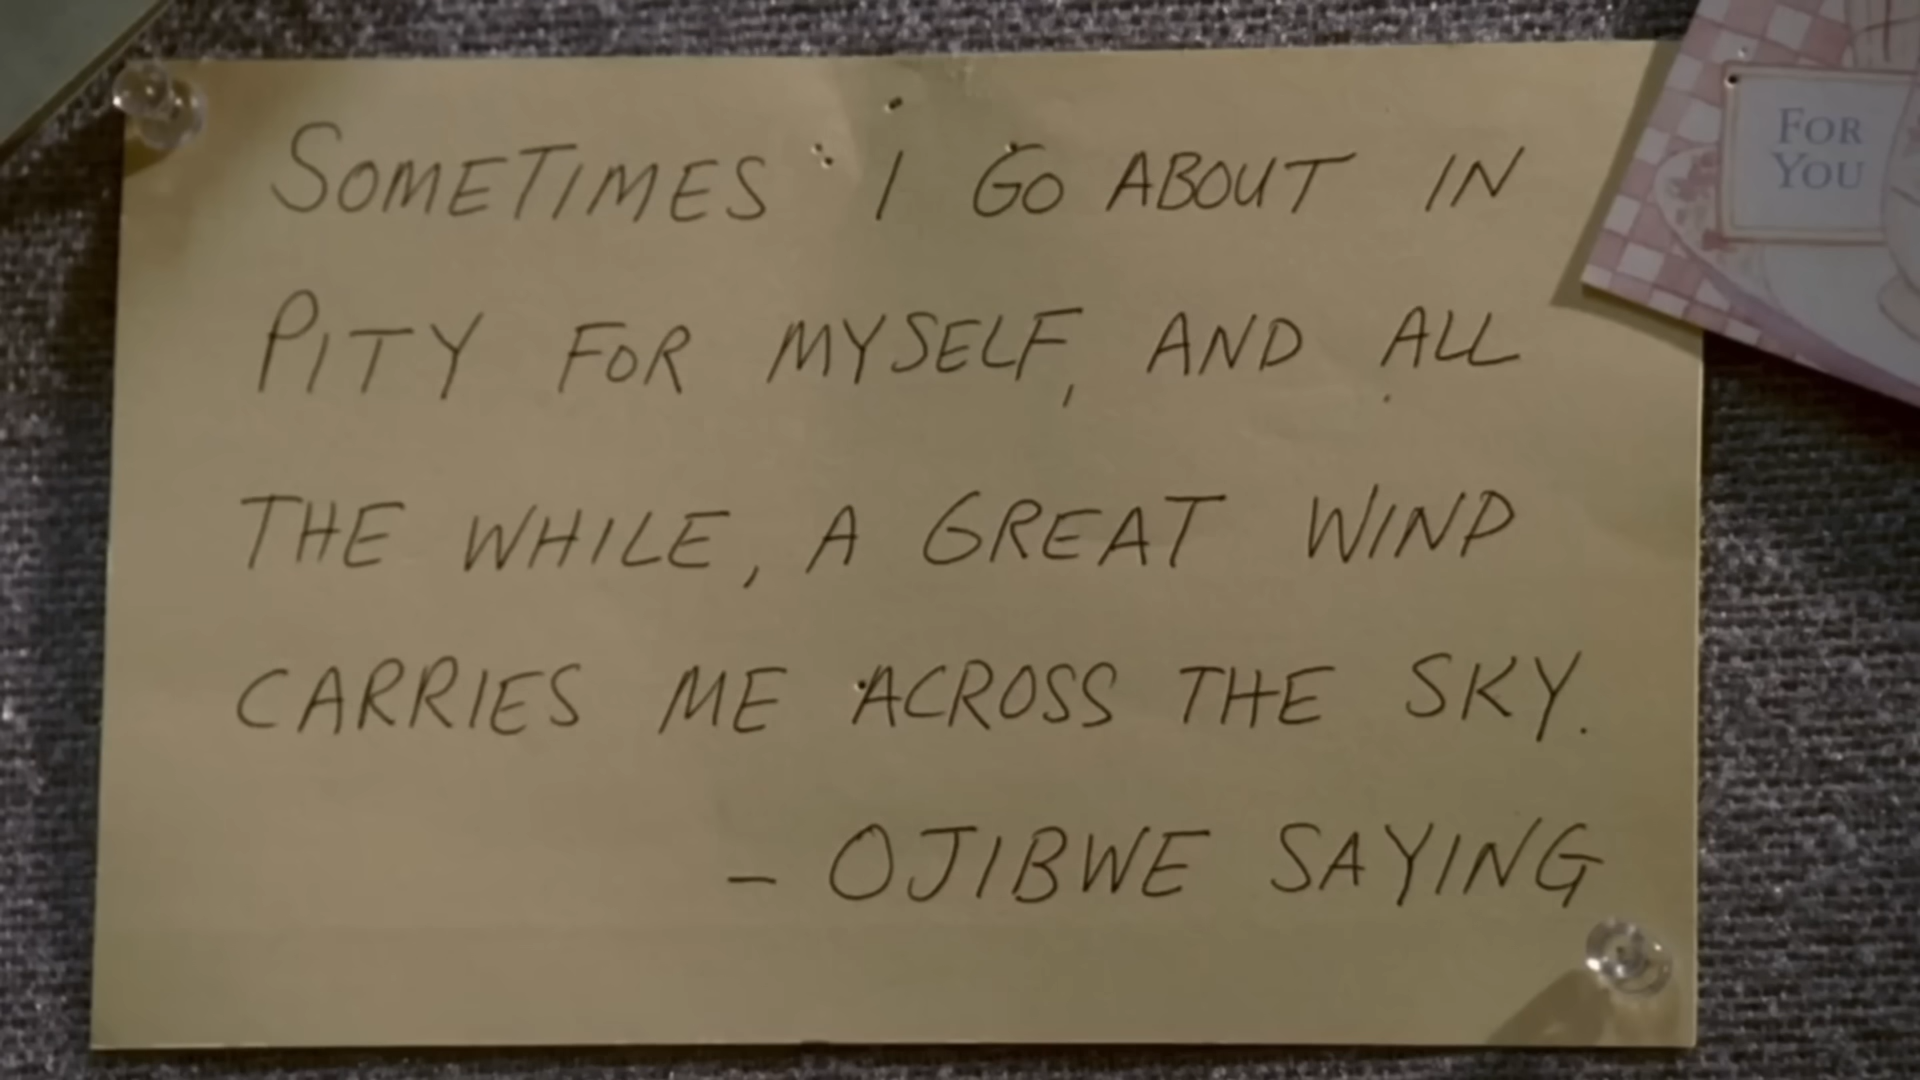 SOMETIMES I GO ABOUT IN
PITY FOR MYSELF, AND ALL
THE WHILE, A GREAT WIND
CARRIES ME ACROSS THE SKY.
- OJIBWE SAYING
FOR
YOU